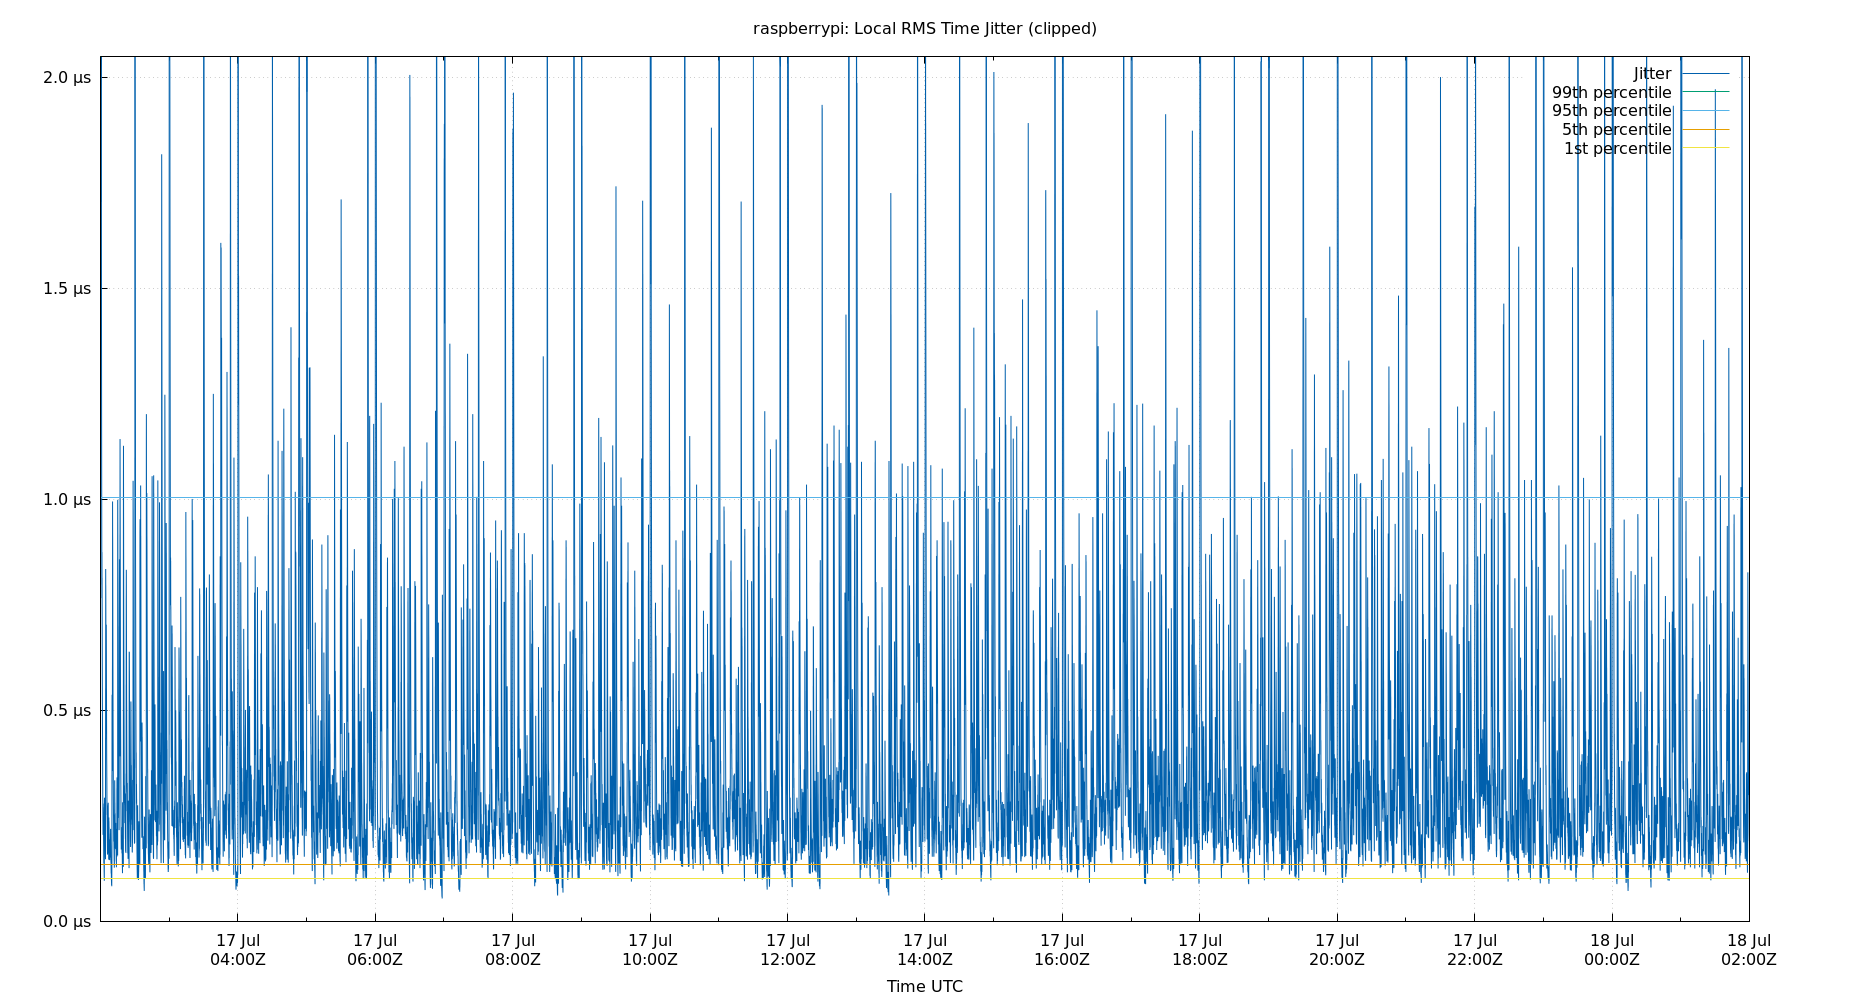 raspberrypi: Local RMS Time Jitter (clipped)
2.0 µs
1.5 µs
1.0 µs
0.5 µs
0.0 µs
Jitter
99th percentile
95th percentile
5th percentile
1st percentile
17 Jul 17 Jul 17 Jul 17 Jul 17 Jul 17 Jul 17 Jul 17 Jul 17 Jul 17 Jul 18 Jul 18 Jul
04:00Z 06:00Z 08:00Z 10:00Z 12:00Z 14:00Z 16:00Z 18:00Z 20:00Z 22:00Z 00:00Z 02:00Z
Time UTC